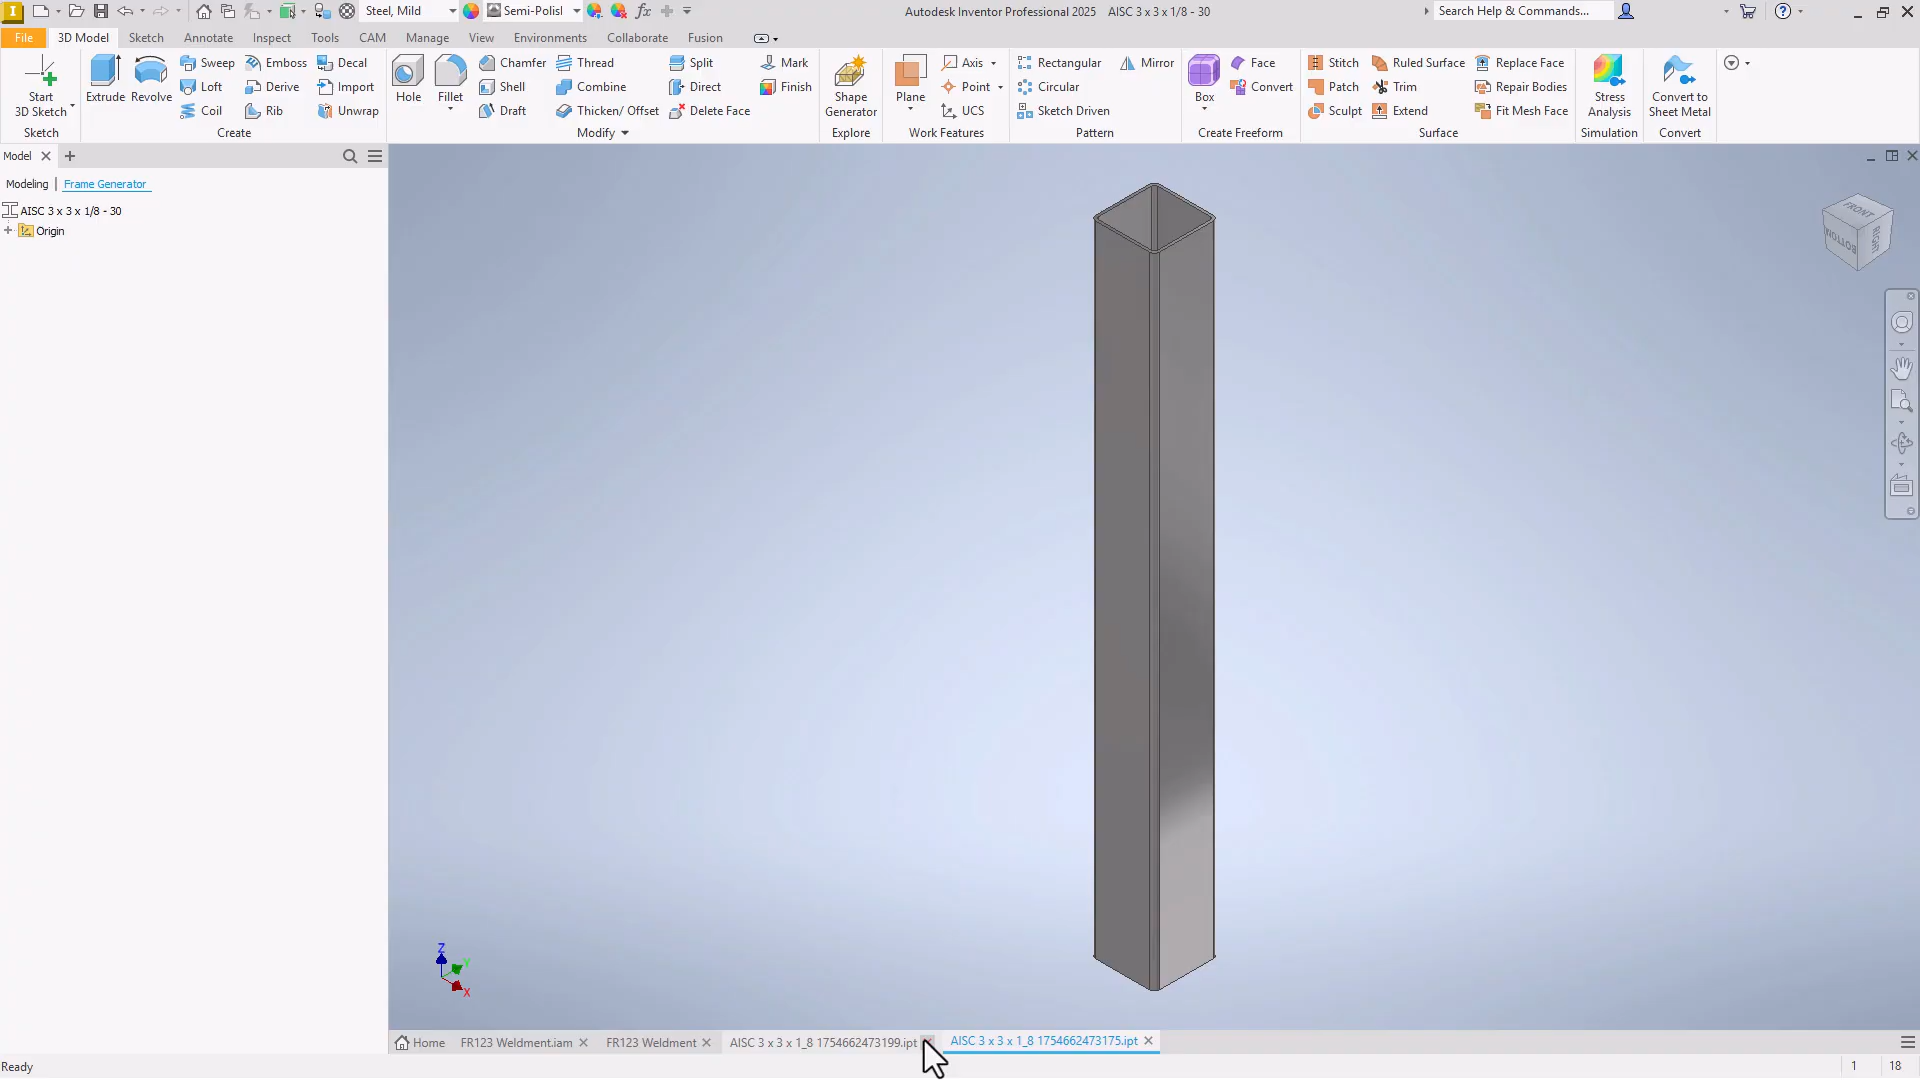 Steel, Mild
Semi-Polisl
Autodesk Inventor Professional 2025 AISC 3 x 3 x 1/8 - 30
Search Help & Commands...
File
3D Model
Sketch
Annotate
Inspect
Tools
CAM
Manage
View
Environments
Collaborate
Fusion
Start
3D Sketch
Sketch
Extrude
Revolve
Sweep
Loft
Coil
Emboss
Derive
Rib
Decal
Import
Unwrap
Create
Hole
Fillet
Chamfer
Shell
Draft
Thread
Combine
Thicken/ Offset
Split
Direct
Delete Face
Modify
Mark
Finish
Shape
Generator
Explore
Plane
Axis
Point
UCS
Work Features
Rectangular
Circular
Sketch Driven
Mirror
Pattern
Box
Face
Convert
Create Freeform
Stitch
Patch
Sculpt
Ruled Surface
Trim
Extend
Replace Face
Repair Bodies
Fit Mesh Face
Surface
Stress
Analysis
Simulation
Convert to
Sheet Metal
Convert
Model
Modeling
Frame Generator
AISC 3 x 3 x 1/8 - 30
Origin
FRONT
BOTTOM
RIGHT
Z
Y
X
Home
FR123 Weldment.iam
FR123 Weldment
AISC 3 x 3 x 1_8 1754662473199.ipt
AISC 3 x 3 x 1_8 1754662473175.ipt
Ready
1
18